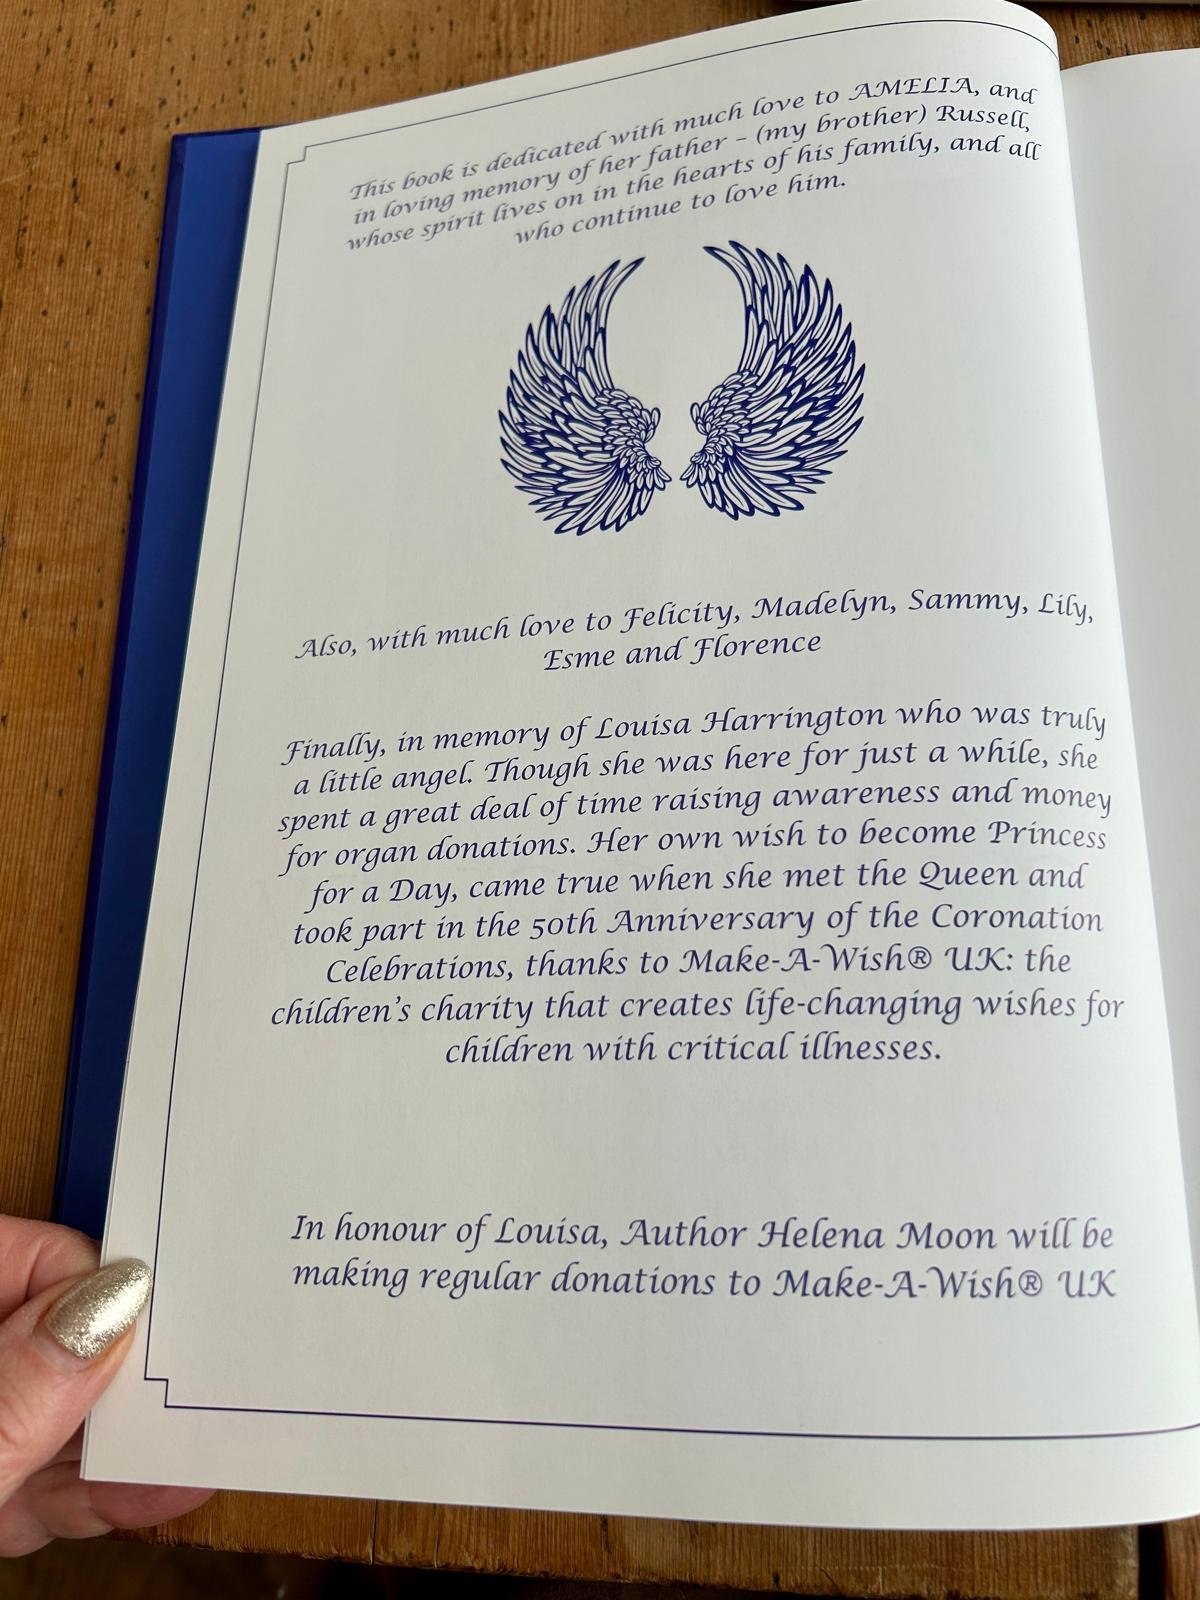 This book is dedicated with much love to AMELIA, and
in loving memory of her father – (my brother) Russell,
whose spirit lives on in the hearts of his family, and all
who continue to love him.
Also, with much love to Felicity, Madelyn, Sammy, Lily,
Esme and Florence
Finally, in memory of Louisa Harrington who was truly
a little angel. Though she was here for just a while, she
spent a great deal of time raising awareness and money
for organ donations. Her own wish to become Princess
for a Day, came true when she met the Queen and
took part in the 50th Anniversary of the Coronation
Celebrations, thanks to Make-A-Wish® UK: the
children's charity that creates life-changing wishes for
children with critical illnesses.
In honour of Louisa, Author Helena Moon will be
making regular donations to Make-A-Wish® UK